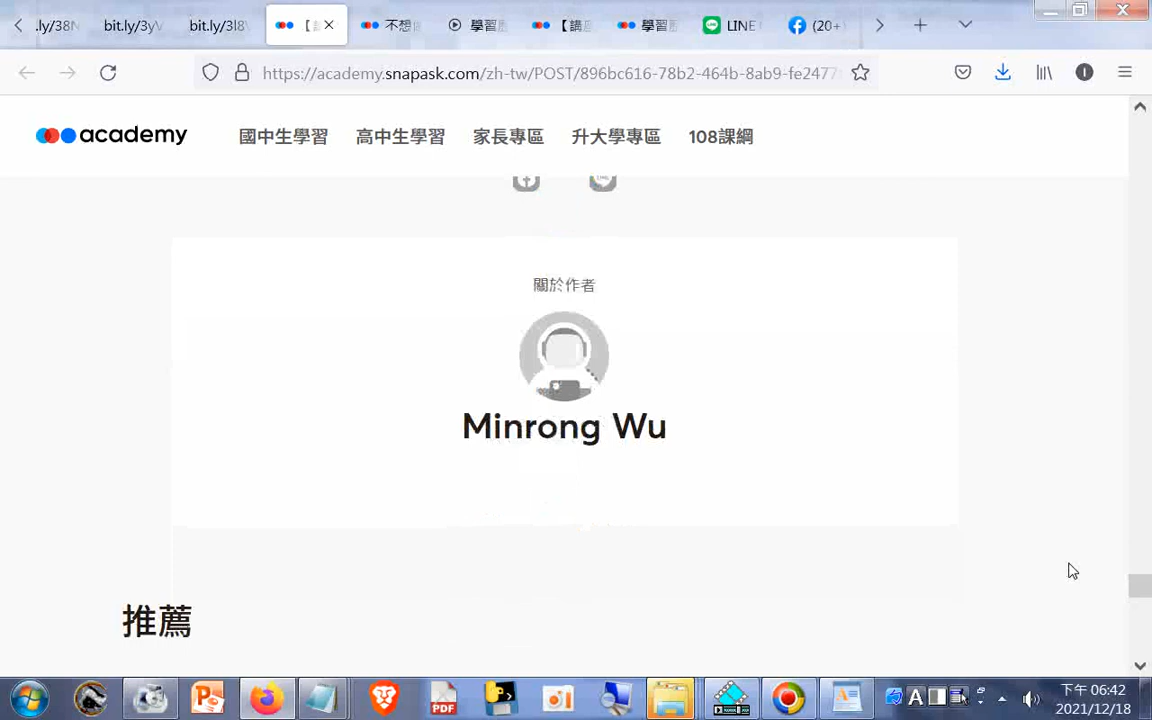 .ly/38N
bit.ly/3yV
bit.ly/3l8
不想
學習
【講
學習
LINE
(20+
https://academy.snapask.com/zh-tw/POST/896bc616-78b2-464b-8ab9-fe2477
academy
國中生學習
高中生學習
家長專區
升大學專區
108課綱
關於作者
Minrong Wu
推薦
PDF
A
下午 06:42
2021/12/18